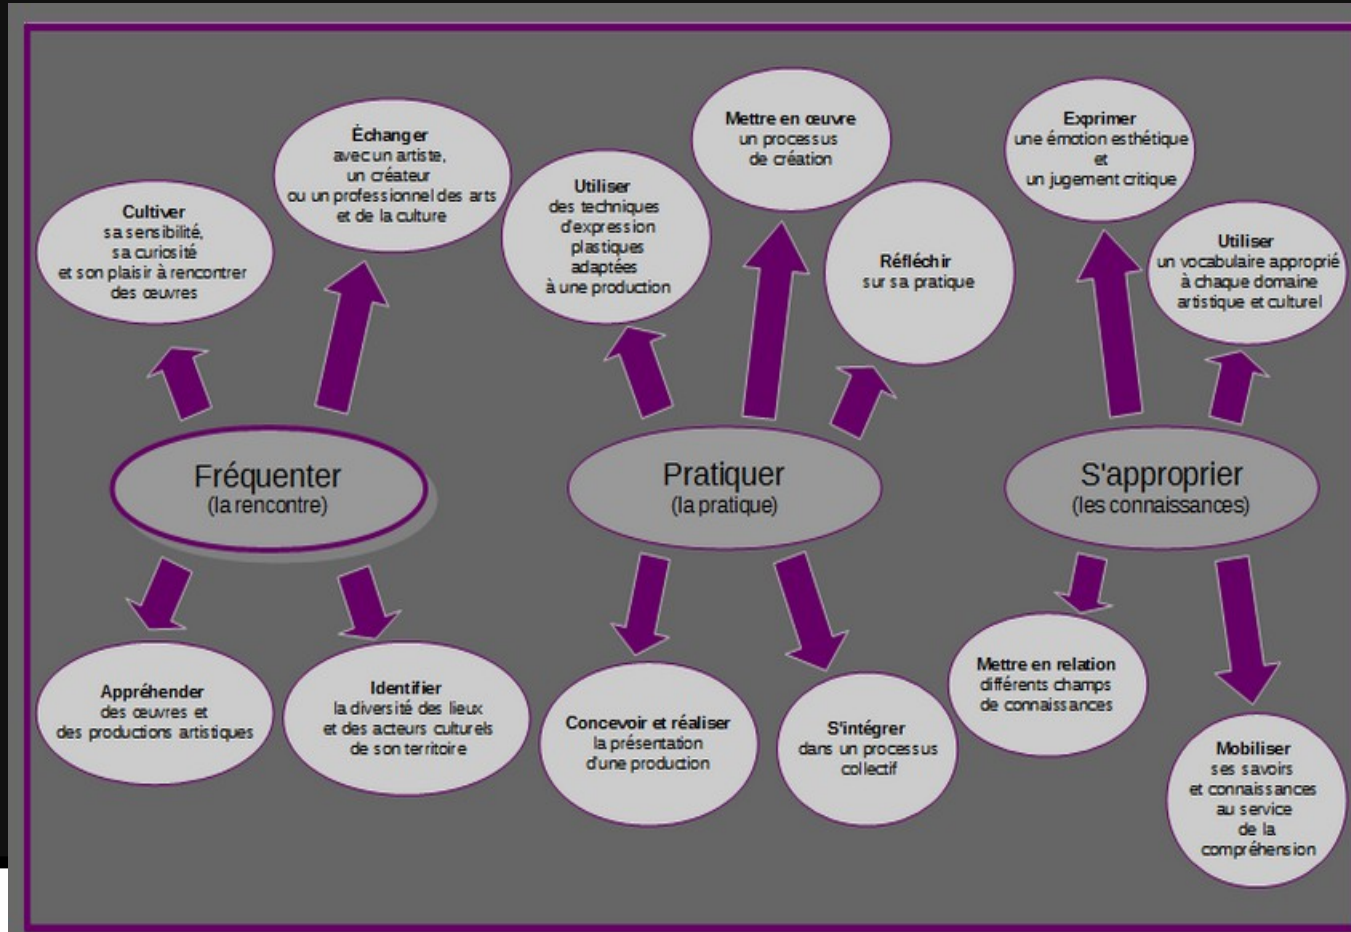 Cultiver
sa sensibilité,
sa curiosité
et son plaisir à rencontrer
des œuvres
Échanger
avec un artiste,
un créateur
ou un professionnel des arts
et de la culture
Utiliser
des techniques
d'expression
plastiques
adaptées
à une production
Mettre en œuvre
un processus
de création
Réfléchir
sur sa pratique
Exprimer
une émotion esthétique
et
un jugement critique
Utiliser
un vocabulaire approprié
à chaque domaine
artistique et culturel
Fréquenter
(la rencontre)
Pratiquer
(la pratique)
S'approprier
(les connaissances)
Appréhender
des œuvres et
des productions artistiques
Identifier
la diversité des lieux
et des acteurs culturels
de son territoire
Concevoir et réaliser
la présentation
d'une production
S'intégrer
dans un processus
collectif
Mettre en relation
différents champs
de connaissances
Mobiliser
ses savoirs
et connaissances
au service
de la
compréhension